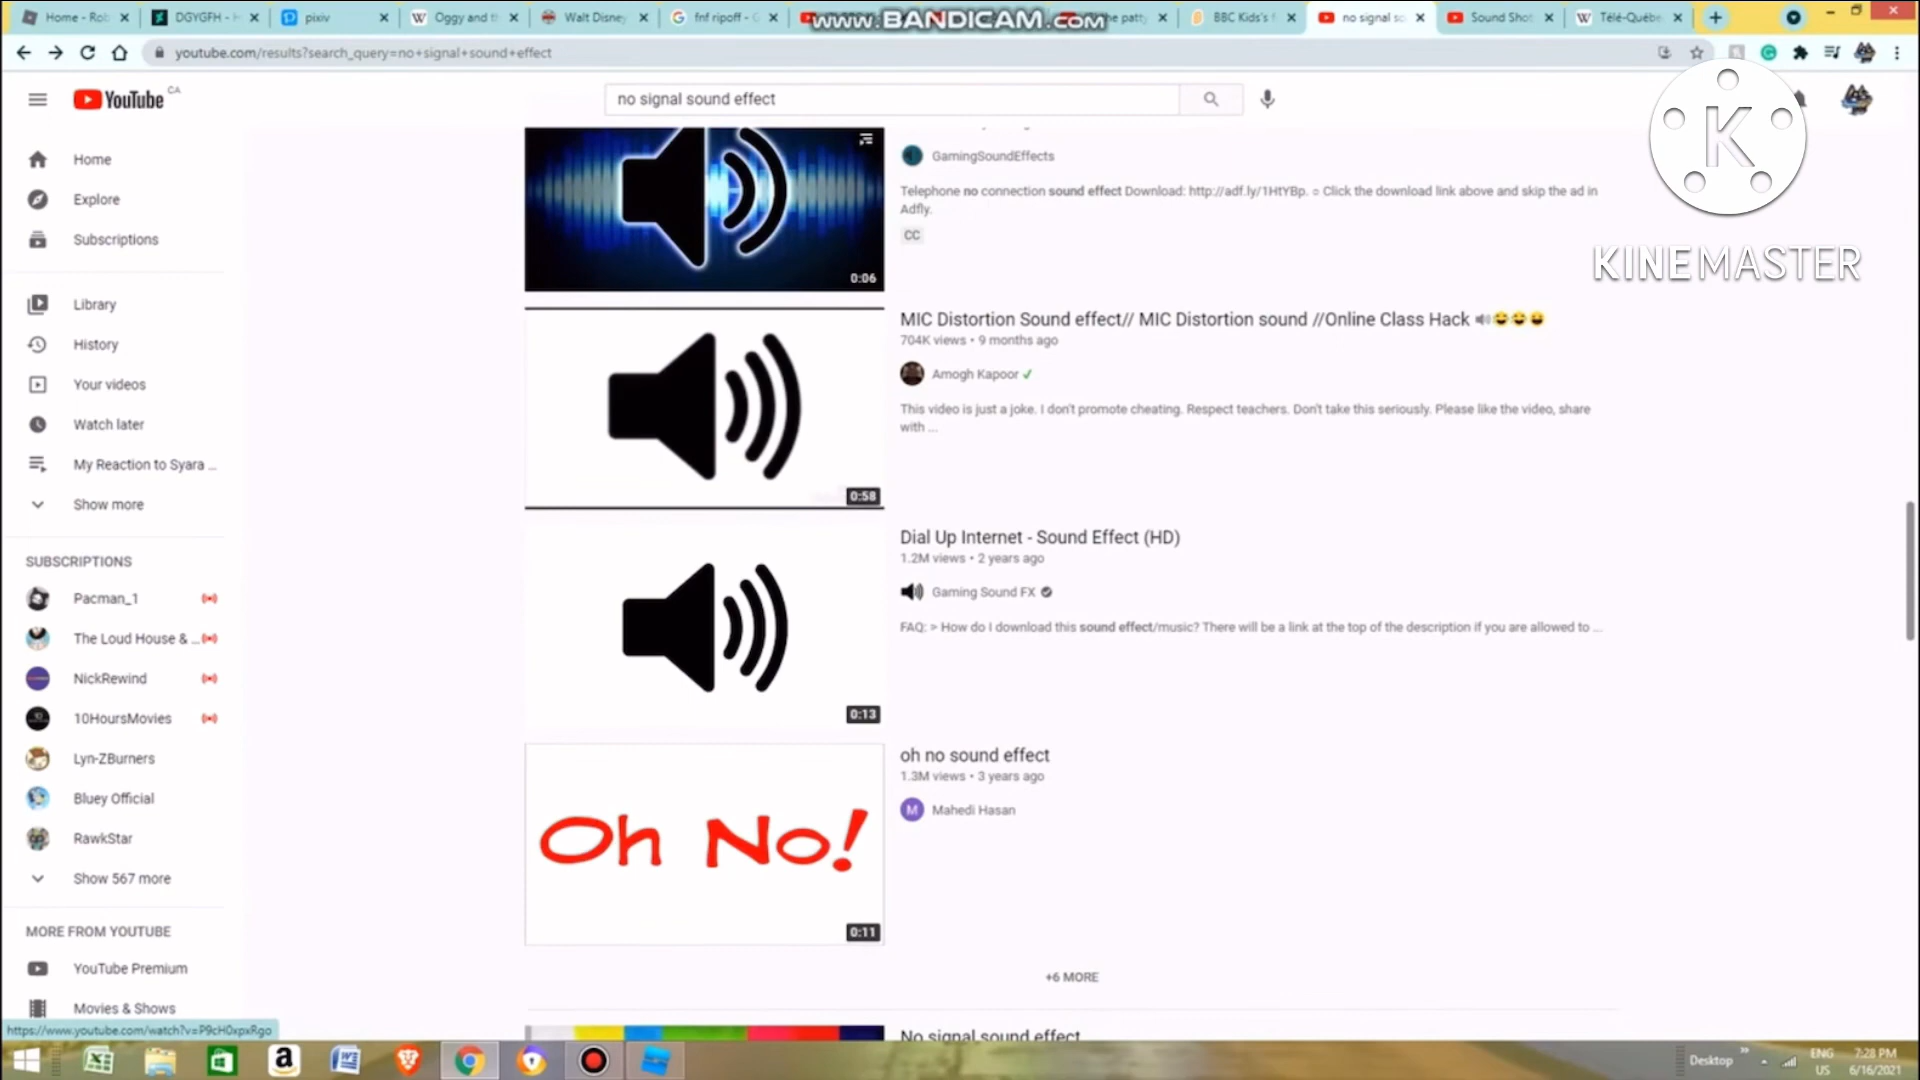 Home - Rob
DGYGFH - H
pixiv
Oggy and th
Walt Disney
fnf ripoff - G
WWW.BANDICAM.COM
the patty
BBC Kid's f
no signal so
Sound Shot
Télé-Québe
youtube.com/results?search_query=no+signal+sound+effect
YouTube CA
no signal sound effect
K
KINEMASTER
Home
Explore
Subscriptions
Library
History
Your videos
Watch later
My Reaction to Syara ...
Show more
SUBSCRIPTIONS
Pacman_1
The Loud House & ...
NickRewind
10HoursMovies
Lyn-ZBurners
Bluey Official
RawkStar
Show 567 more
MORE FROM YOUTUBE
YouTube Premium
Movies & Shows
https://www.youtube.com/watch?v=P9cH0xpxRgo
0:06
GamingSoundEffects
Telephone no connection sound effect Download: http://adf.ly/1HtYBp. ○ Click the download link above and skip the ad in
Adfly.
CC
0:58
MIC Distortion Sound effect// MIC Distortion sound //Online Class Hack 🔊😂😂😂
704K views • 9 months ago
Amogh Kapoor ✓
This video is just a joke. I don't promote cheating. Respect teachers. Don't take this seriously. Please like the video, share
with ...
0:13
Dial Up Internet - Sound Effect (HD)
1.2M views • 2 years ago
Gaming Sound FX
FAQ: > How do I download this sound effect/music? There will be a link at the top of the description if you are allowed to ...
Oh No!
0:11
oh no sound effect
1.3M views • 3 years ago
M
Mahedi Hasan
+6 MORE
No signal sound effect
Desktop
ENG
US
7:28 PM
6/16/2021